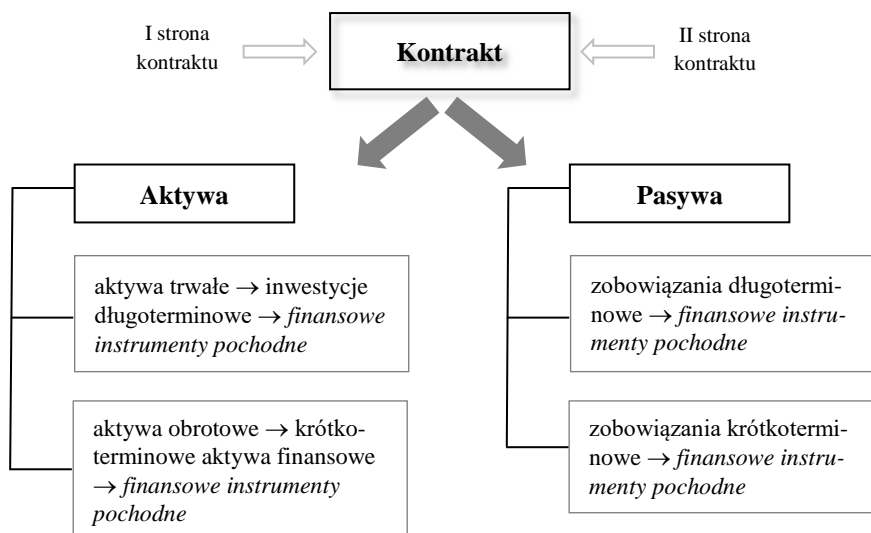 I strona
kontraktu
Kontrakt
II strona
kontraktu
Aktywa
aktywa trwałe → inwestycje
długoterminowe → finansowe
instrumenty pochodne
aktywa obrotowe → krótko-
terminowe aktywa finansowe
→ finansowe instrumenty
pochodne
Pasywa
zobowiązania długotermi-
nowe → finansowe instru-
menty pochodne
zobowiązania krótkotermi-
nowe → finansowe instru-
menty pochodne